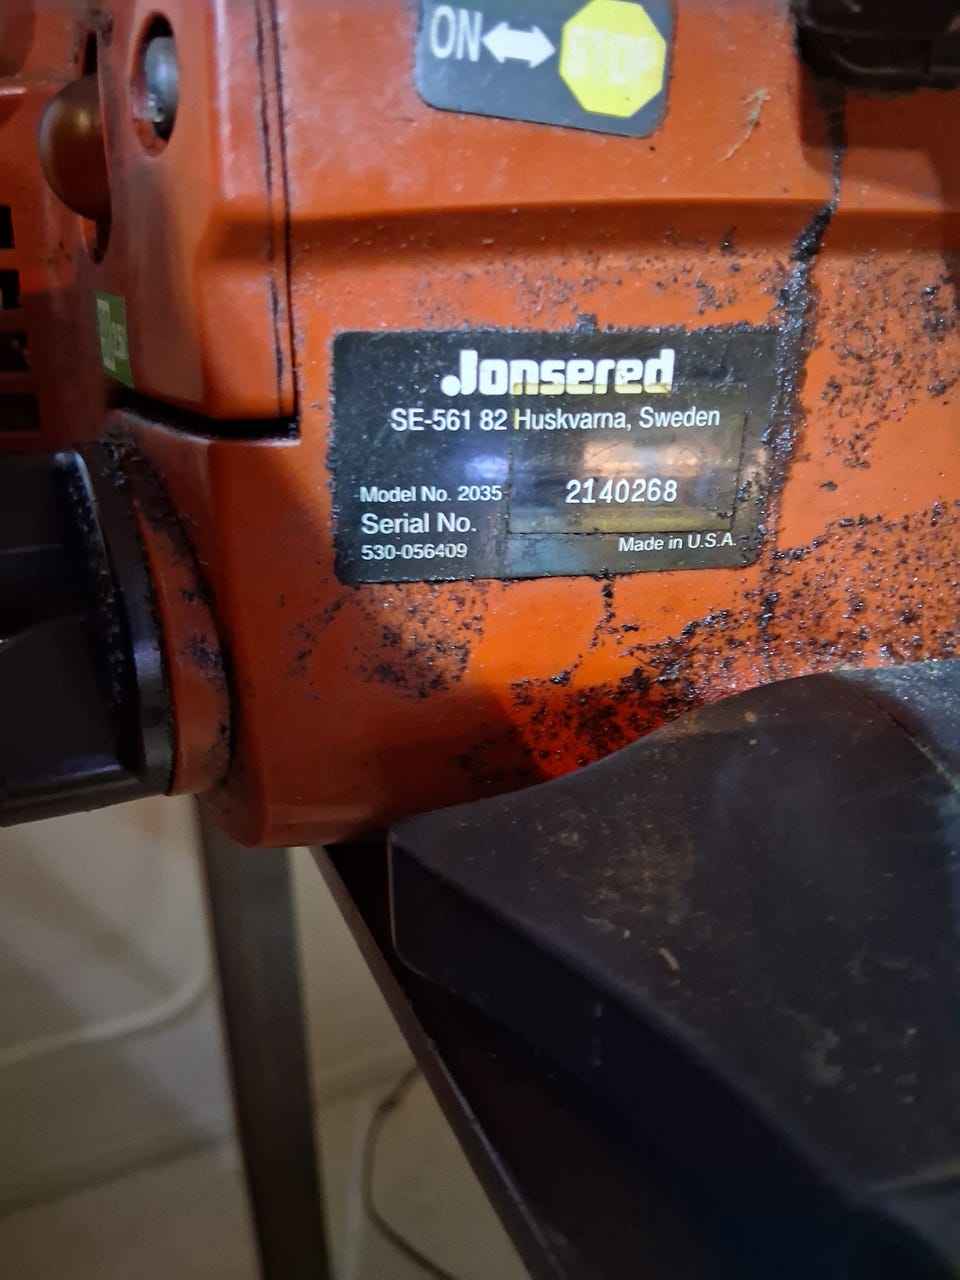 ON STOP
Jonsered
SE-561 82 Huskvarna, Sweden
Model No. 2035
2140268
Serial No.
530-056409
Made in U.S.A.